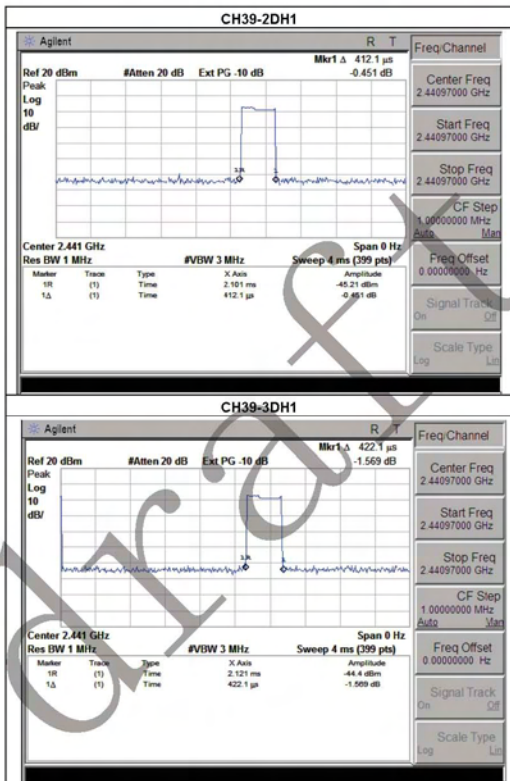 CH39-2DH1
Agilent R T
Mkr1 Δ 412.1 µs
Ref 20 dBm #Atten 20 dB Ext PG -10 dB -0.451 dB
Peak
Log
10
dB/
1R 1
Center 2.441 GHz Span 0 Hz
Res BW 1 MHz #VBW 3 MHz Sweep 4 ms (399 pts)
Marker Trace Type X Axis Amplitude
1R (1) Time 2.101 ms -45.21 dBm
1Δ (1) Time 412.1 µs -0.451 dB
Freq/Channel
Center Freq
2.44097000 GHz
Start Freq
2.44097000 GHz
Stop Freq
2.44097000 GHz
CF Step
1.00000000 MHz
Auto Man
Freq Offset
0.00000000 Hz
Signal Track
On Off
Scale Type
Log Lin
CH39-3DH1
Agilent R T
Mkr1 Δ 422.1 µs
Ref 20 dBm #Atten 20 dB Ext PG -10 dB -1.569 dB
Peak
Log
10
dB/
1R 1
Center 2.441 GHz Span 0 Hz
Res BW 1 MHz #VBW 3 MHz Sweep 4 ms (399 pts)
Marker Trace Type X Axis Amplitude
1R (1) Time 2.121 ms -44.4 dBm
1Δ (1) Time 422.1 µs -1.569 dB
Freq/Channel
Center Freq
2.44097000 GHz
Start Freq
2.44097000 GHz
Stop Freq
2.44097000 GHz
CF Step
1.00000000 MHz
Auto Man
Freq Offset
0.00000000 Hz
Signal Track
On Off
Scale Type
Log Lin
draft